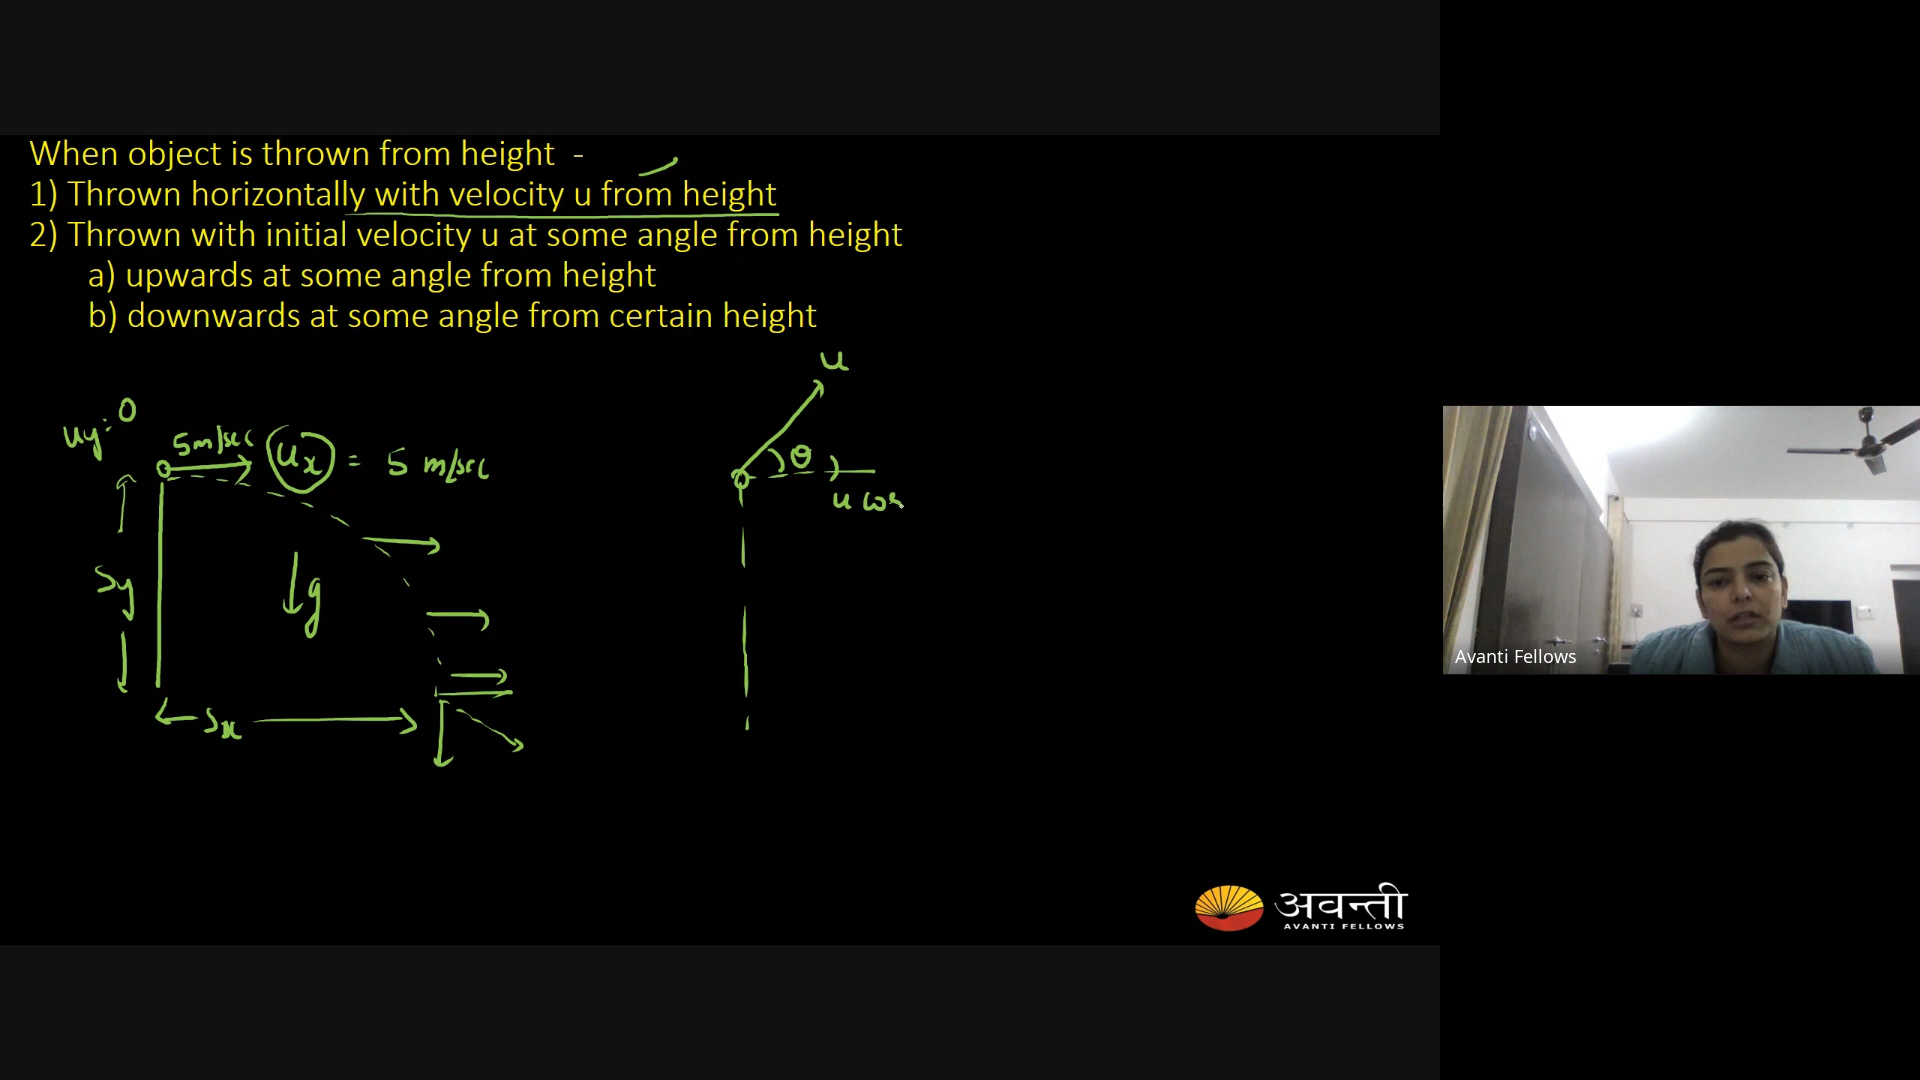 When object is thrown from height -
1) Thrown horizontally with velocity u from height
2) Thrown with initial velocity u at some angle from height
a) upwards at some angle from height
b) downwards at some angle from certain height
u
uy = 0
5 m/sec ux = 5 m/sec
θ
u cos
Sy
g
Sx
Avanti Fellows
अवन्ती
AVANTI FELLOWS